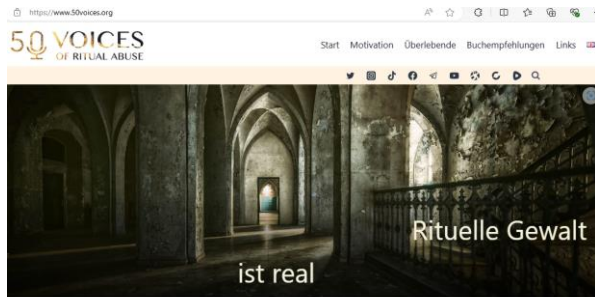 https://www.50voices.org
50 VOICES
OF RITUAL ABUSE
Start Motivation Überlebende Buchempfehlungen Links
Rituelle Gewalt
ist real